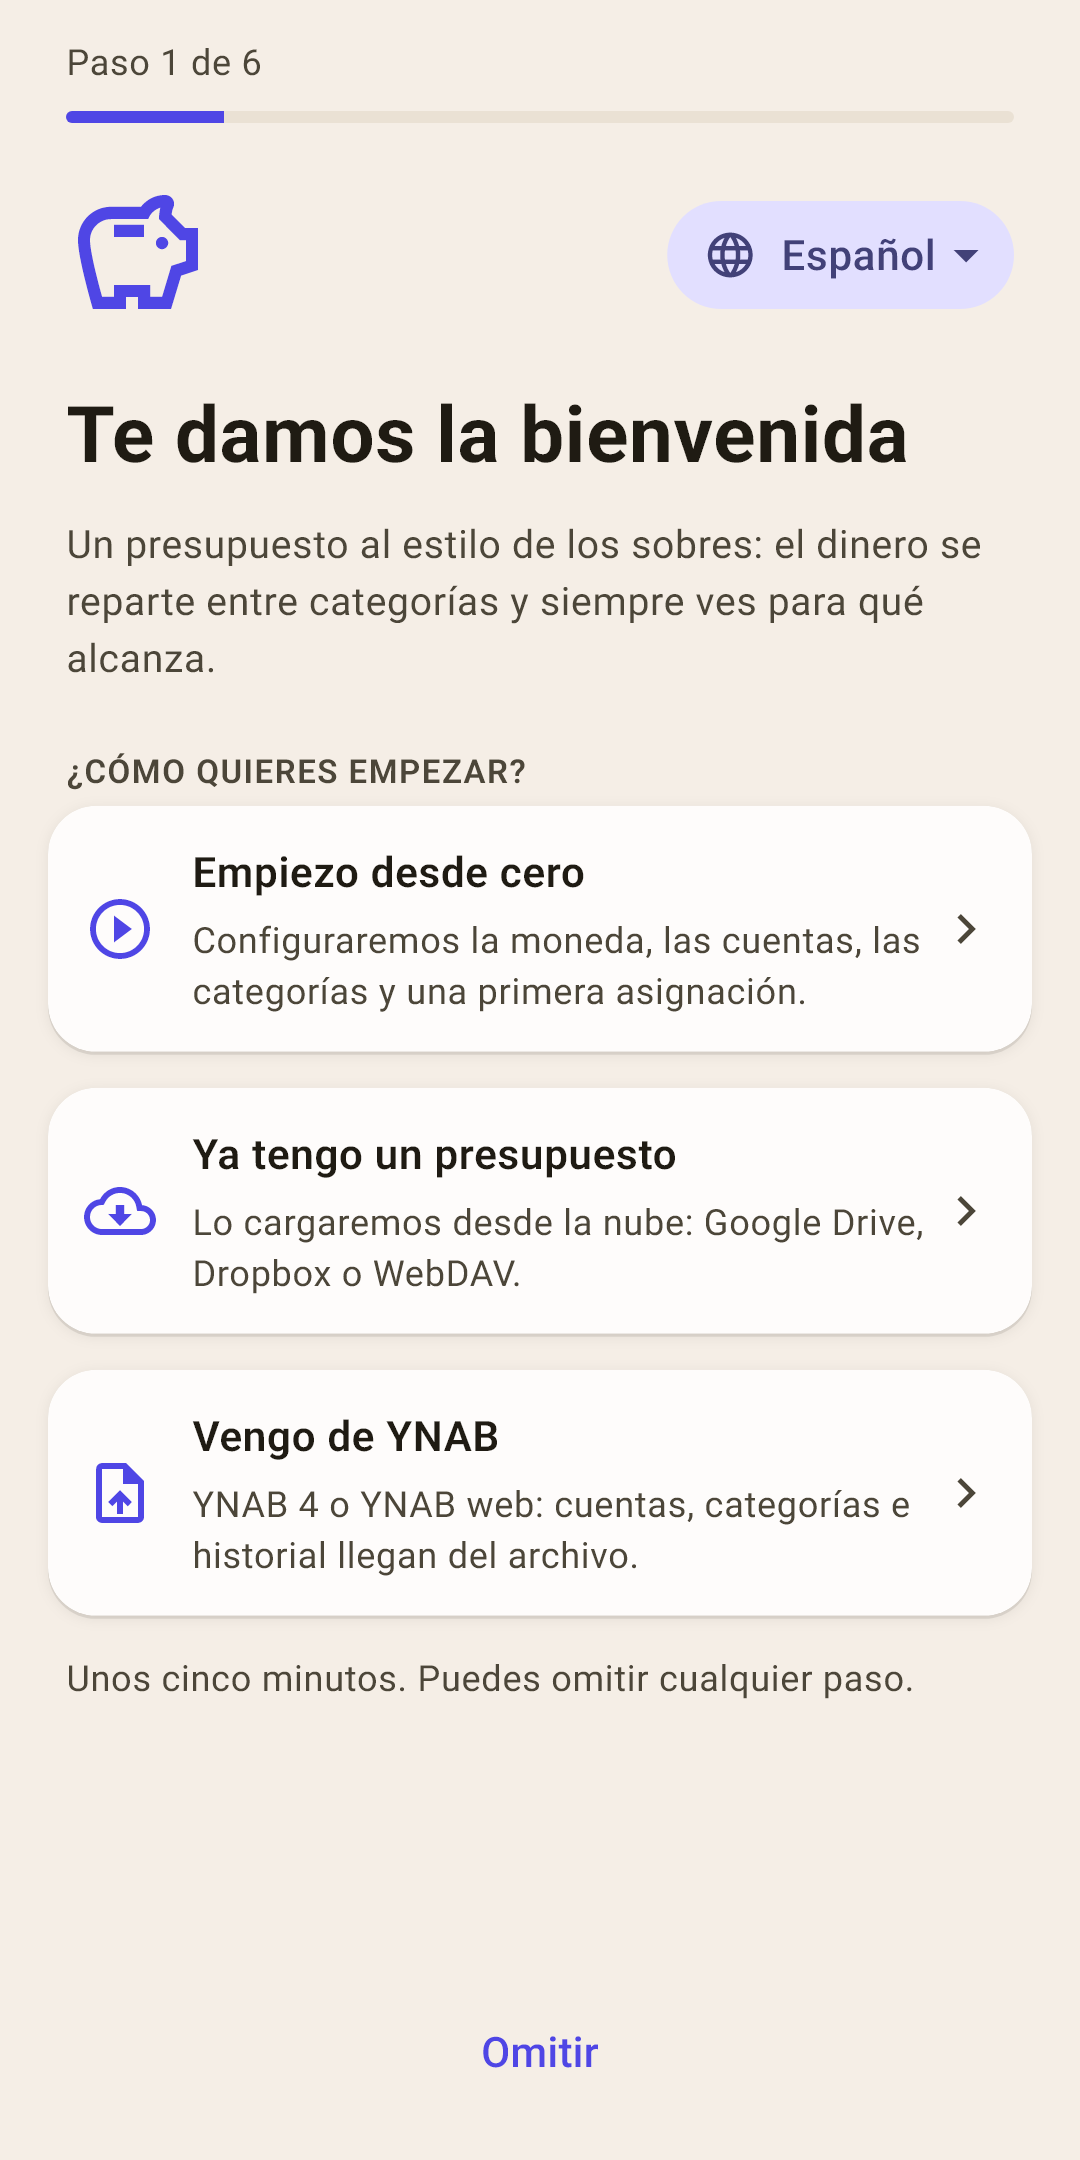 Paso 1 de 6
Español
Te damos la bienvenida
Un presupuesto al estilo de los sobres: el dinero se
reparte entre categorías y siempre ves para qué
alcanza.
¿CÓMO QUIERES EMPEZAR?
Empiezo desde cero
Configuraremos la moneda, las cuentas, las
categorías y una primera asignación.
Ya tengo un presupuesto
Lo cargaremos desde la nube: Google Drive,
Dropbox o WebDAV.
Vengo de YNAB
YNAB 4 o YNAB web: cuentas, categorías e
historial llegan del archivo.
Unos cinco minutos. Puedes omitir cualquier paso.
Omitir